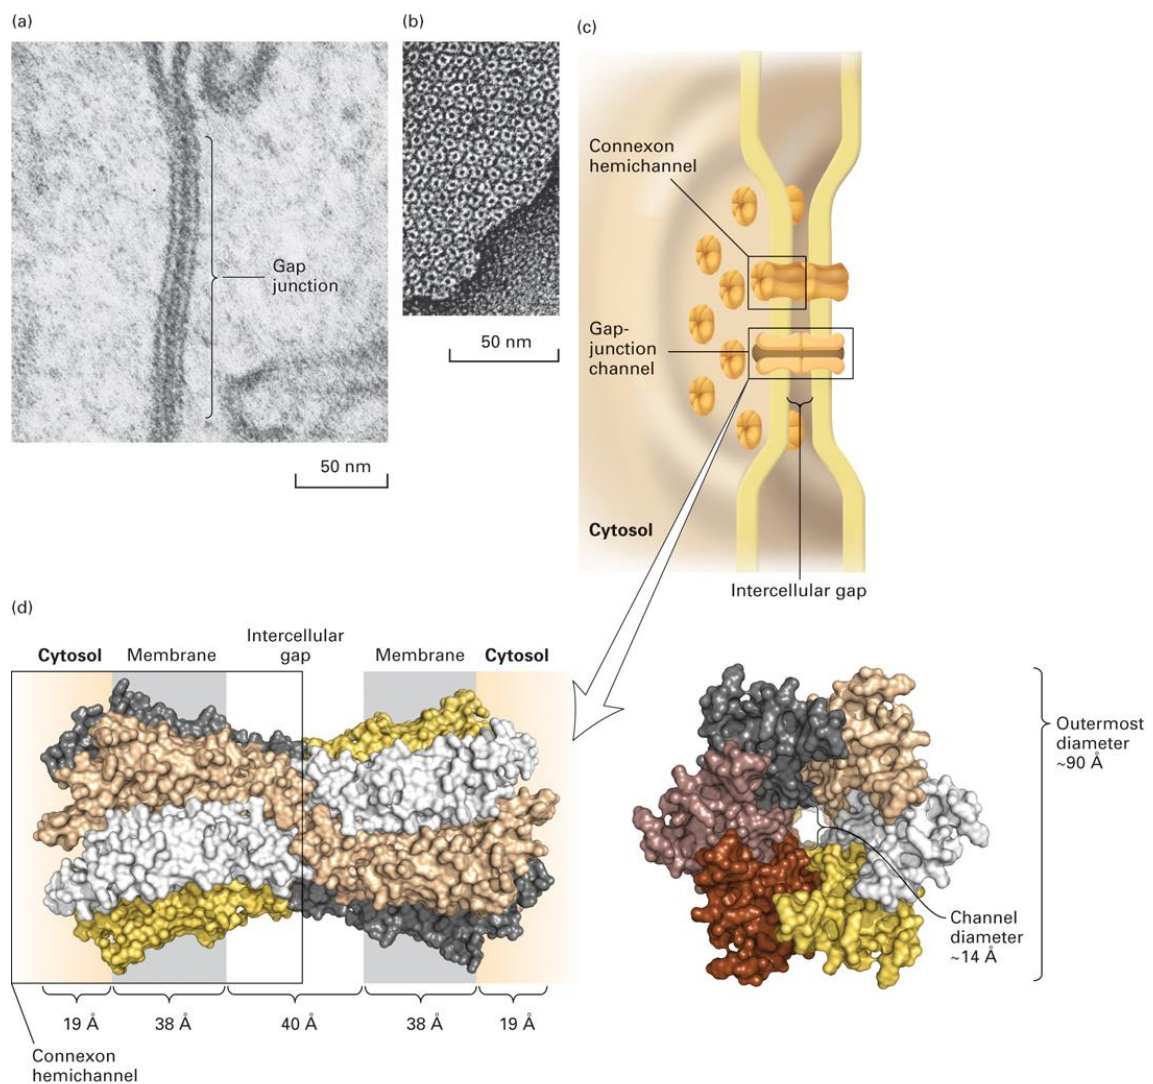 (a)
(b)
(c)
Gap
junction
50 nm
50 nm
Connexon
hemichannel
Gap-
junction
channel
Cytosol
Intercellular gap
(d)
Cytosol
Membrane
Intercellular
gap
Membrane
Cytosol
19 Å
38 Å
40 Å
38 Å
19 Å
Connexon
hemichannel
Outermost
diameter
~90 Å
Channel
diameter
~14 Å